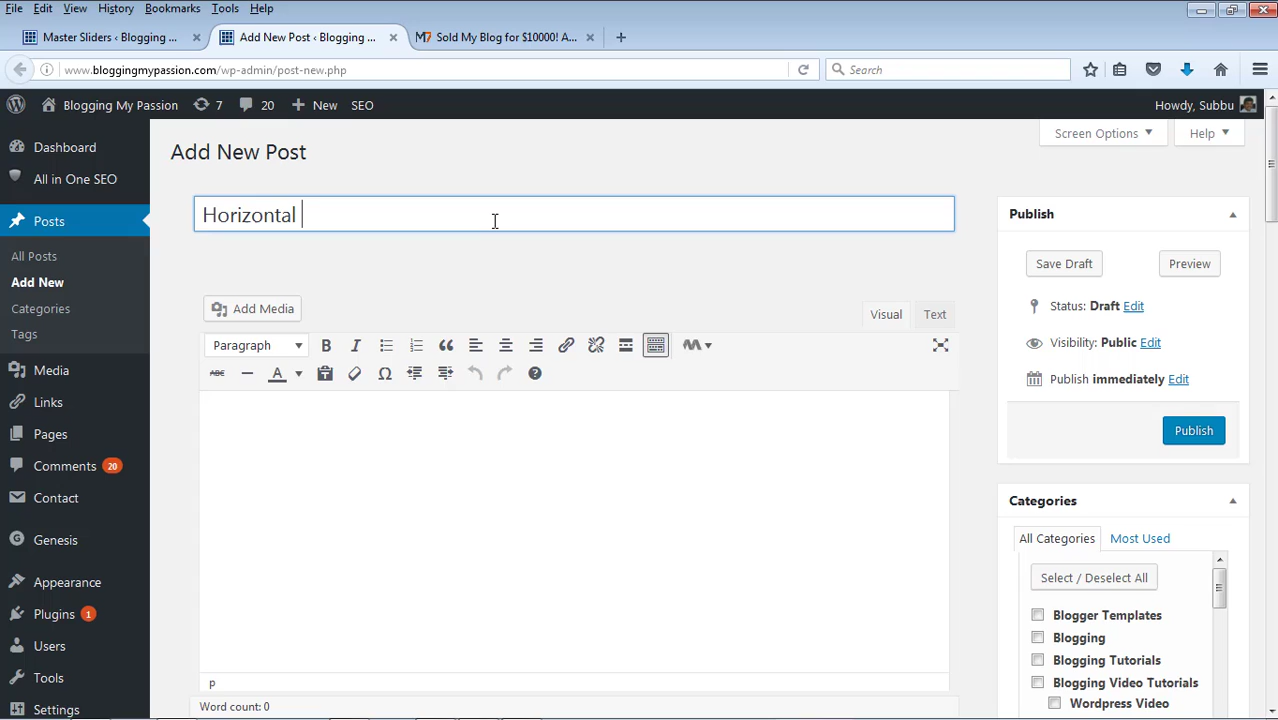 File Edit View History Bookmarks Tools Help
Master Sliders ‹ Blogging ... × Add New Post ‹ Blogging ... × M7 Sold My Blog for $10000! A... ×
www.bloggingmypassion.com/wp-admin/post-new.php Search
Blogging My Passion 7 20 New SEO Howdy, Subbu
Screen Options Help
Dashboard
All in One SEO
Posts
All Posts
Add New
Categories
Tags
Media
Links
Pages
Comments 20
Contact
Genesis
Appearance
Plugins 1
Users
Tools
Settings
Add New Post
Horizontal
Add Media
Visual Text
Paragraph B I
ABC A Ω
p
Word count: 0
Publish
Save Draft Preview
Status: Draft Edit
Visibility: Public Edit
Publish immediately Edit
Publish
Categories
All Categories Most Used
Select / Deselect All
Blogger Templates
Blogging
Blogging Tutorials
Blogging Video Tutorials
Wordpress Video